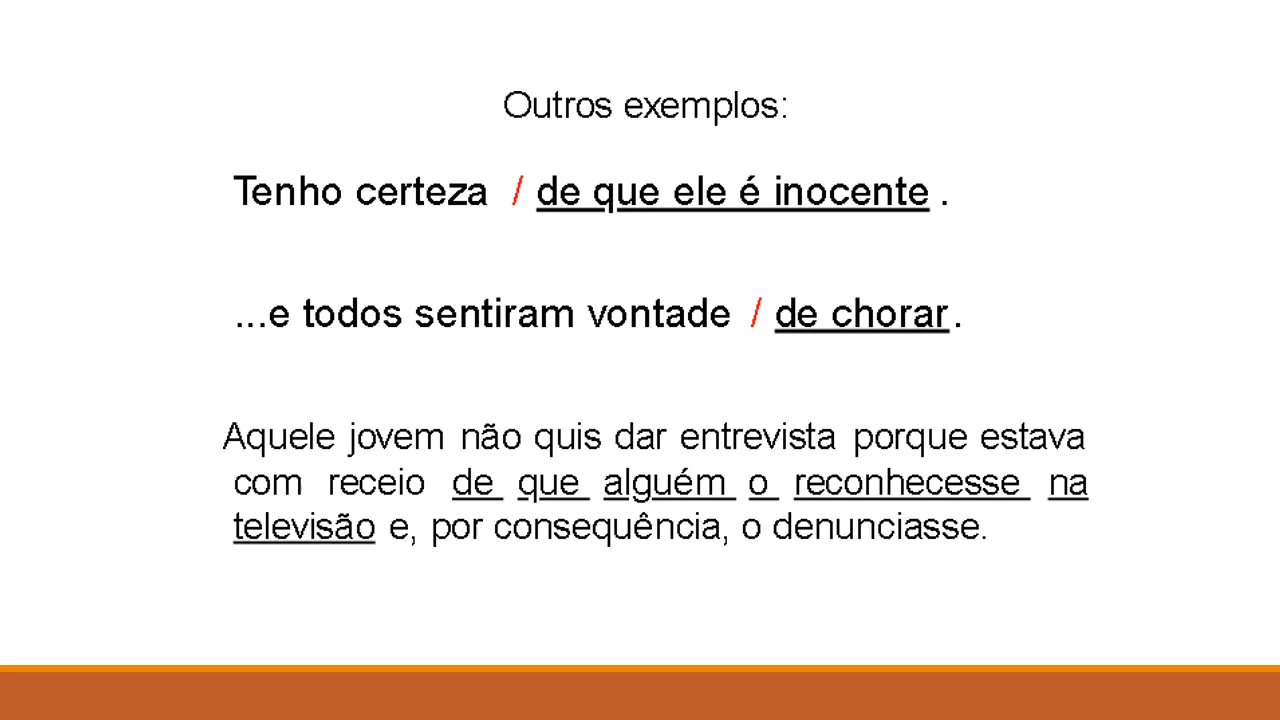 Outros exemplos:
Tenho certeza / de que ele é inocente .
...e todos sentiram vontade / de chorar.
Aquele jovem não quis dar entrevista porque estava
com receio de que alguém o reconhecesse na
televisão e, por consequência, o denunciasse.